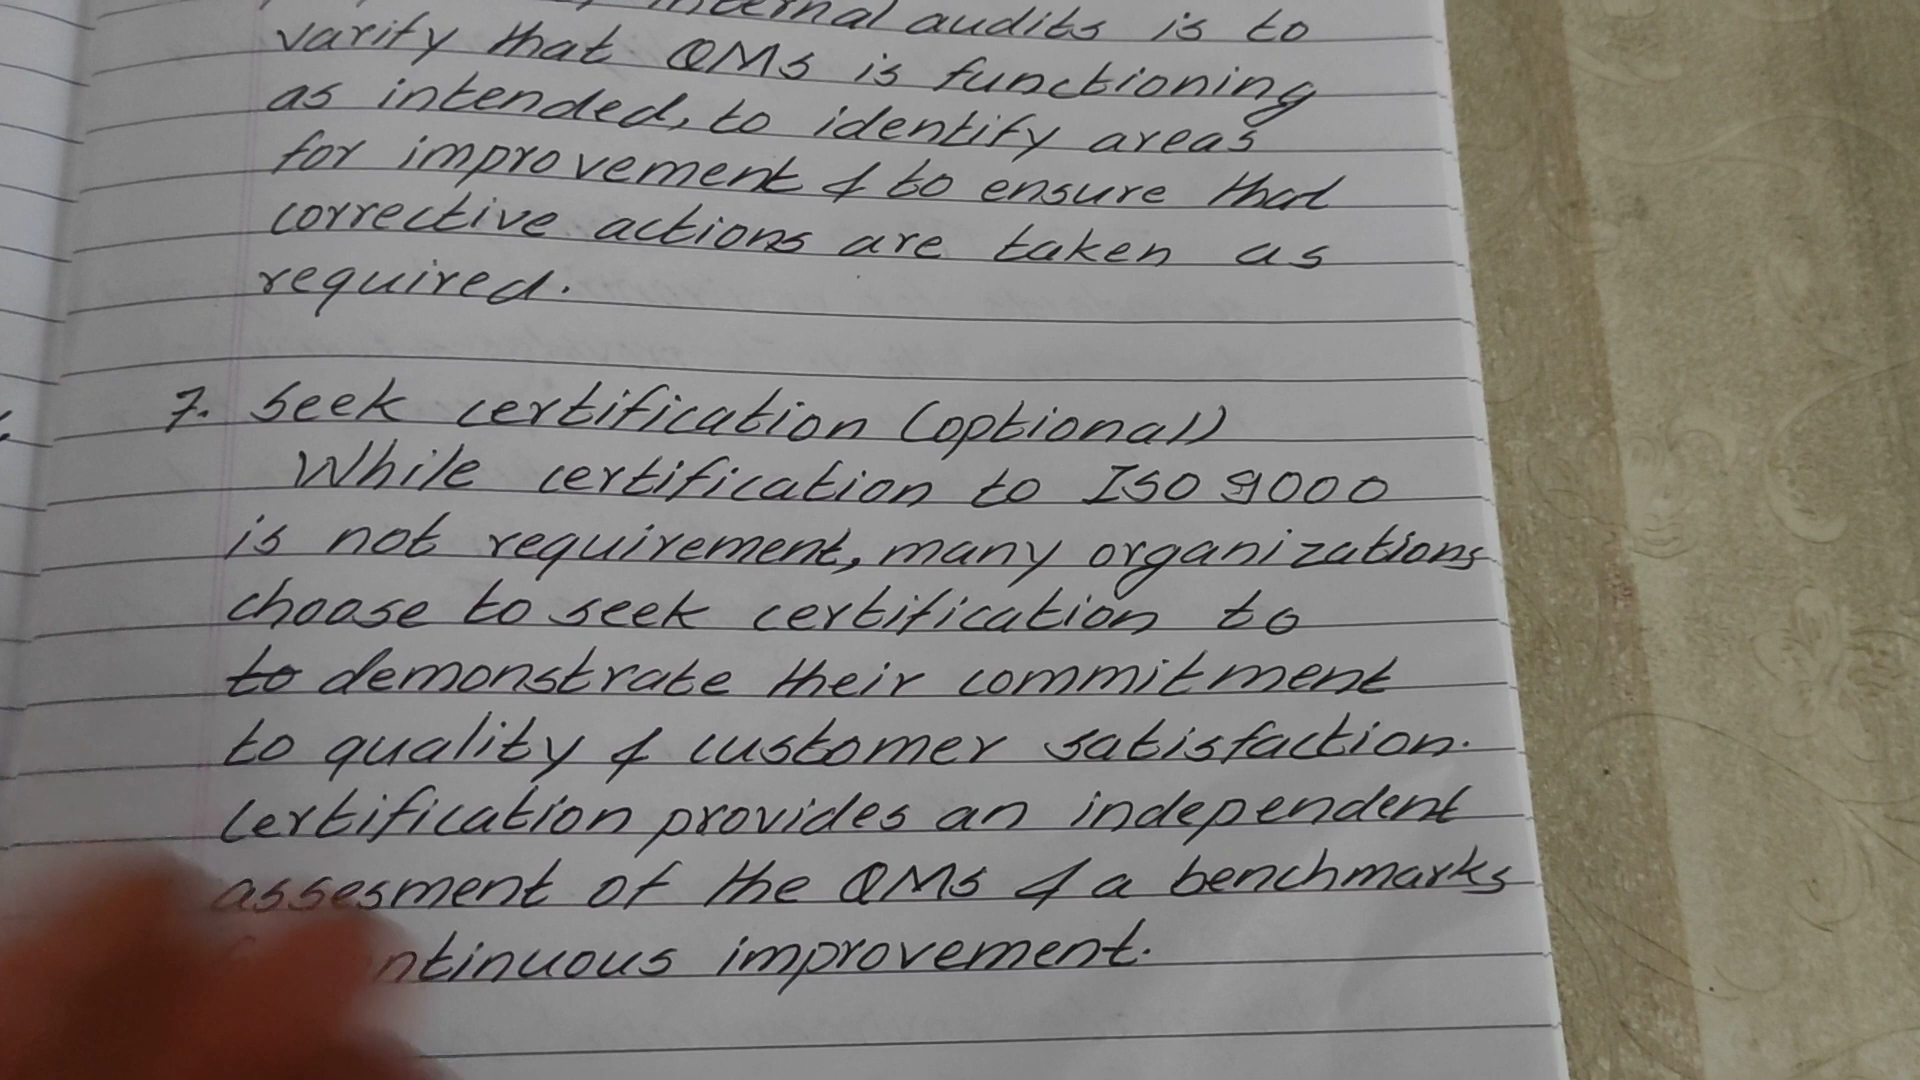 internal audits is to
varify that QMS is functioning
as intended, to identify areas
for improvement & to ensure that
corrective actions are taken as
required.
7. Seek certification (optional)
While certification to ISO 9000
is not requirement, many organizations
choose to seek certification to
to demonstrate their commitment
to quality & customer satisfaction.
Certification provides an independent
assesment of the QMS & a benchmarks
ntinuous improvement.